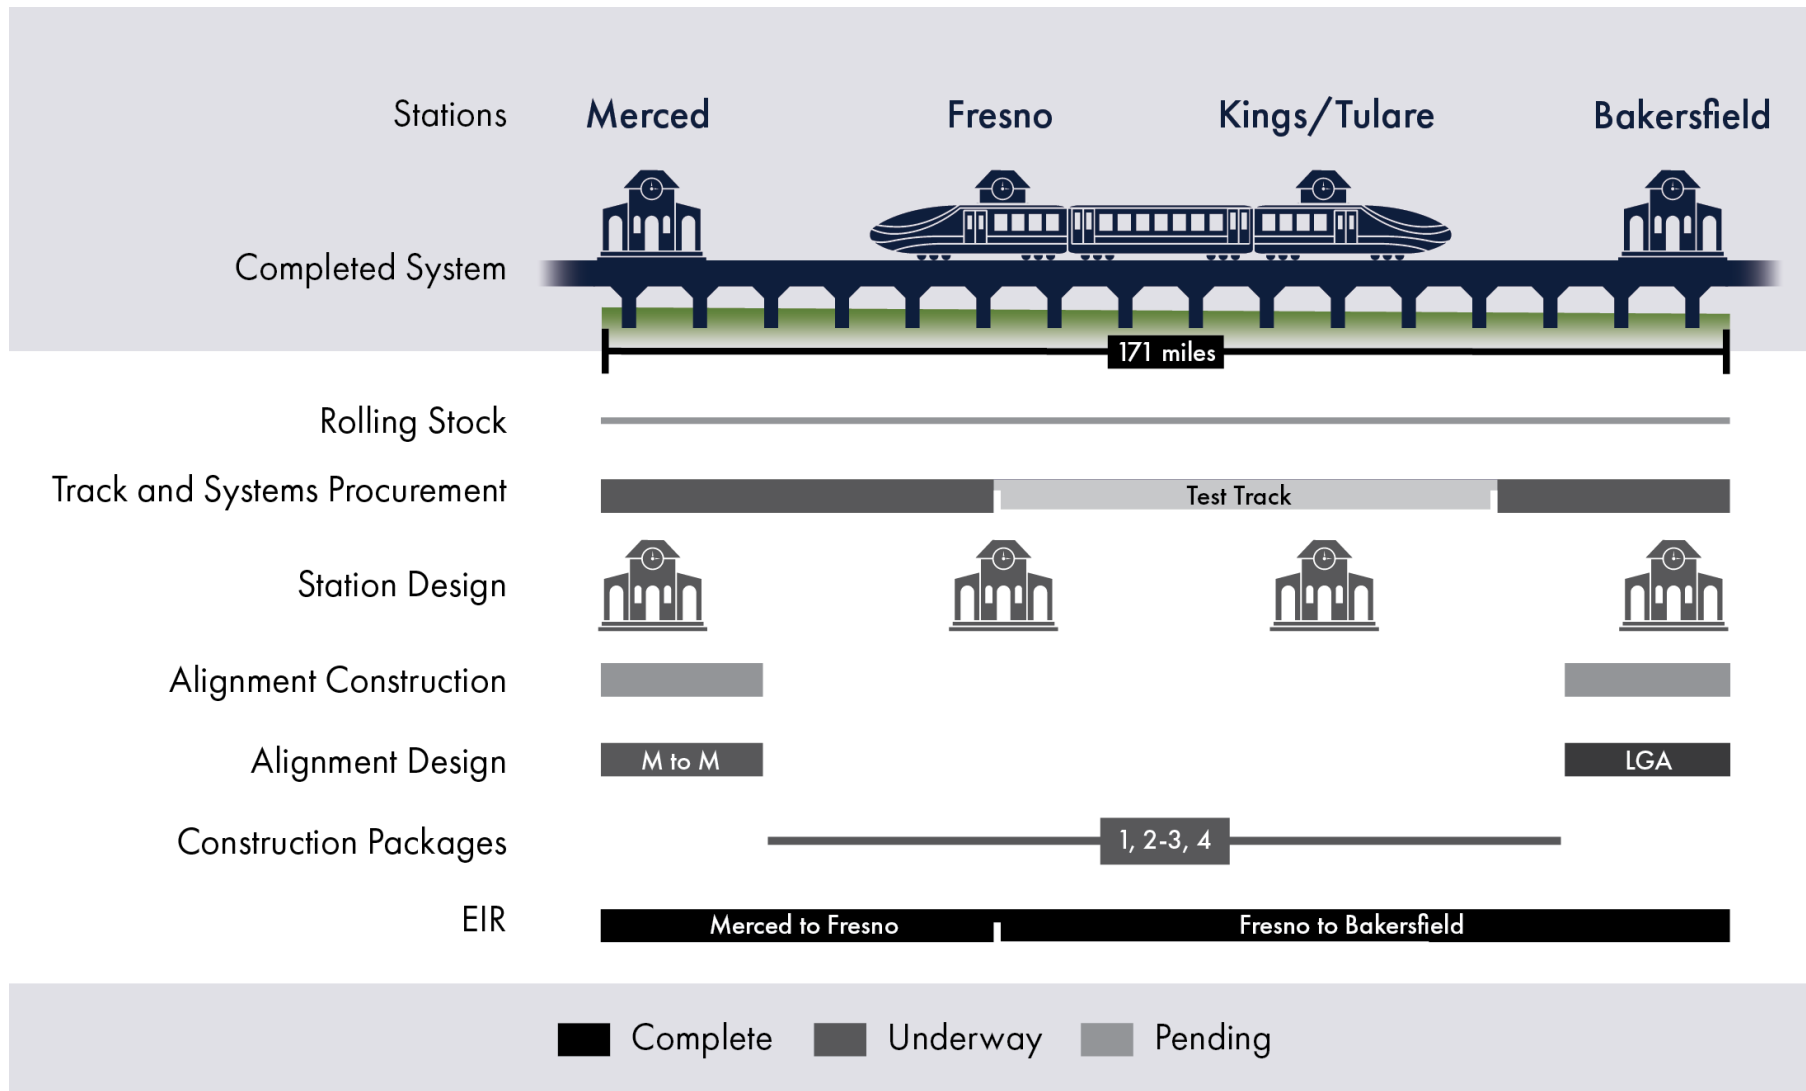 Stations Merced Fresno Kings/Tulare Bakersfield
Completed System
171 miles
Rolling Stock
Track and Systems Procurement Test Track
Station Design
Alignment Construction
Alignment Design M to M LGA
Construction Packages 1, 2-3, 4
EIR Merced to Fresno Fresno to Bakersfield
Complete Underway Pending